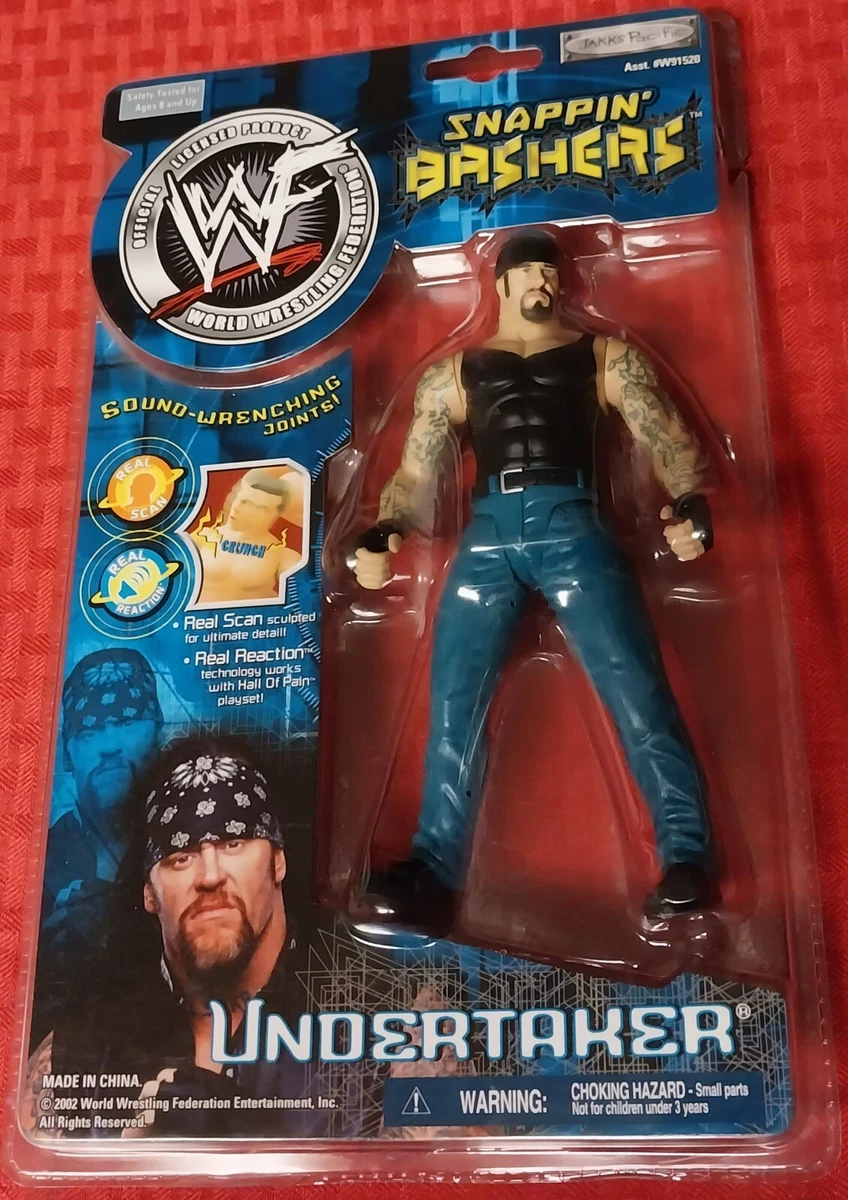 Safety Tested for
Ages 8 and Up
JAKKS Pacific
Asst. #W91520
OFFICIAL LICENSED PRODUCT
WF
WORLD WRESTLING FEDERATION®
SNAPPIN'
BASHERS™
SOUND-WRENCHING
JOINTS!
REAL
SCAN
CRUNCH
REAL
REACTION
• Real Scan sculpted
for ultimate detail!
• Real Reaction™
technology works
with Hall Of Pain™
playset!
UNDERTAKER®
MADE IN CHINA.
© 2002 World Wrestling Federation Entertainment, Inc.
All Rights Reserved.
WARNING:
CHOKING HAZARD - Small parts
Not for children under 3 years